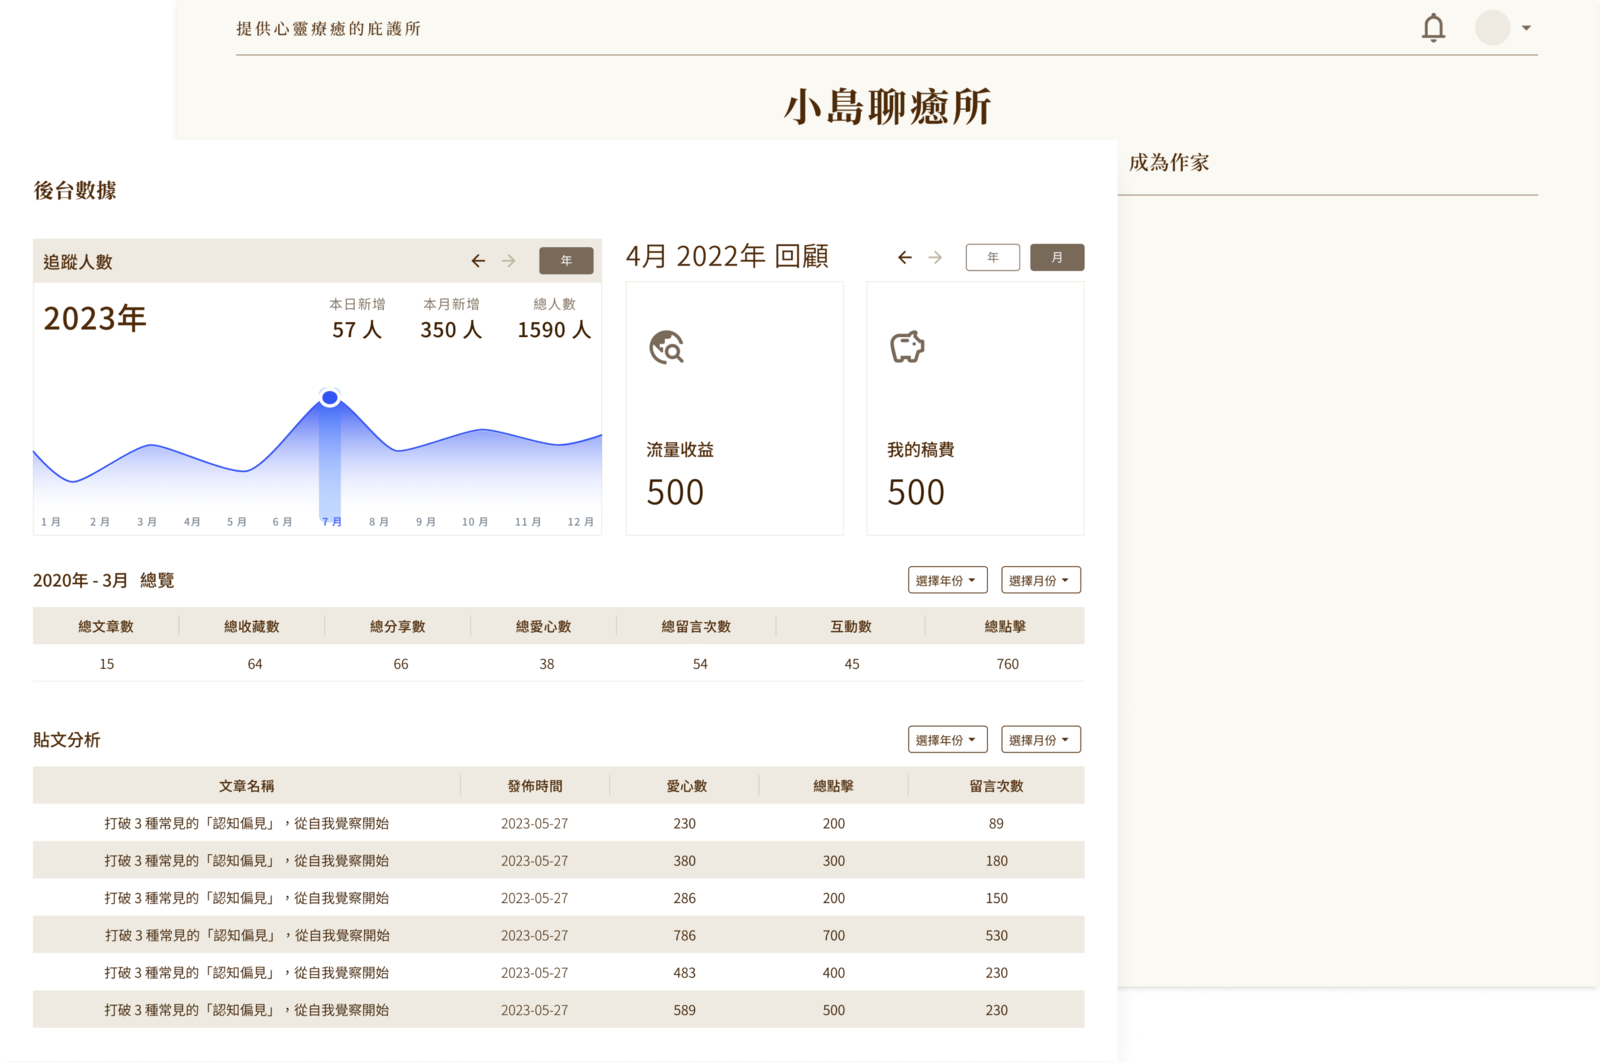 提供心靈療癒的庇護所
小島聊癒所
成為作家
後台數據
追蹤人數
年
2023年
本日新增 本月新增 總人數
57 人 350 人 1590 人
1 月 2 月 3 月 4月 5 月 6 月 7 月 8 月 9 月 10 月 11 月 12 月
4月 2022年 回顧
年 月
流量收益
500
我的稿費
500
2020年 - 3月 總覽
選擇年份 選擇月份
總文章數 總收藏數 總分享數 總愛心數 總留言次數 互動數 總點擊
15 64 66 38 54 45 760
貼文分析
選擇年份 選擇月份
文章名稱 發佈時間 愛心數 總點擊 留言次數
打破 3 種常見的「認知偏見」，從自我覺察開始 2023-05-27 230 200 89
打破 3 種常見的「認知偏見」，從自我覺察開始 2023-05-27 380 300 180
打破 3 種常見的「認知偏見」，從自我覺察開始 2023-05-27 286 200 150
打破 3 種常見的「認知偏見」，從自我覺察開始 2023-05-27 786 700 530
打破 3 種常見的「認知偏見」，從自我覺察開始 2023-05-27 483 400 230
打破 3 種常見的「認知偏見」，從自我覺察開始 2023-05-27 589 500 230